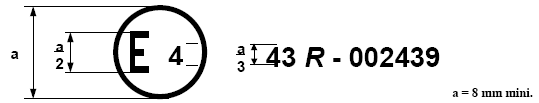 a a/2 E 4 a/3 43 R - 002439
a = 8 mm mini.